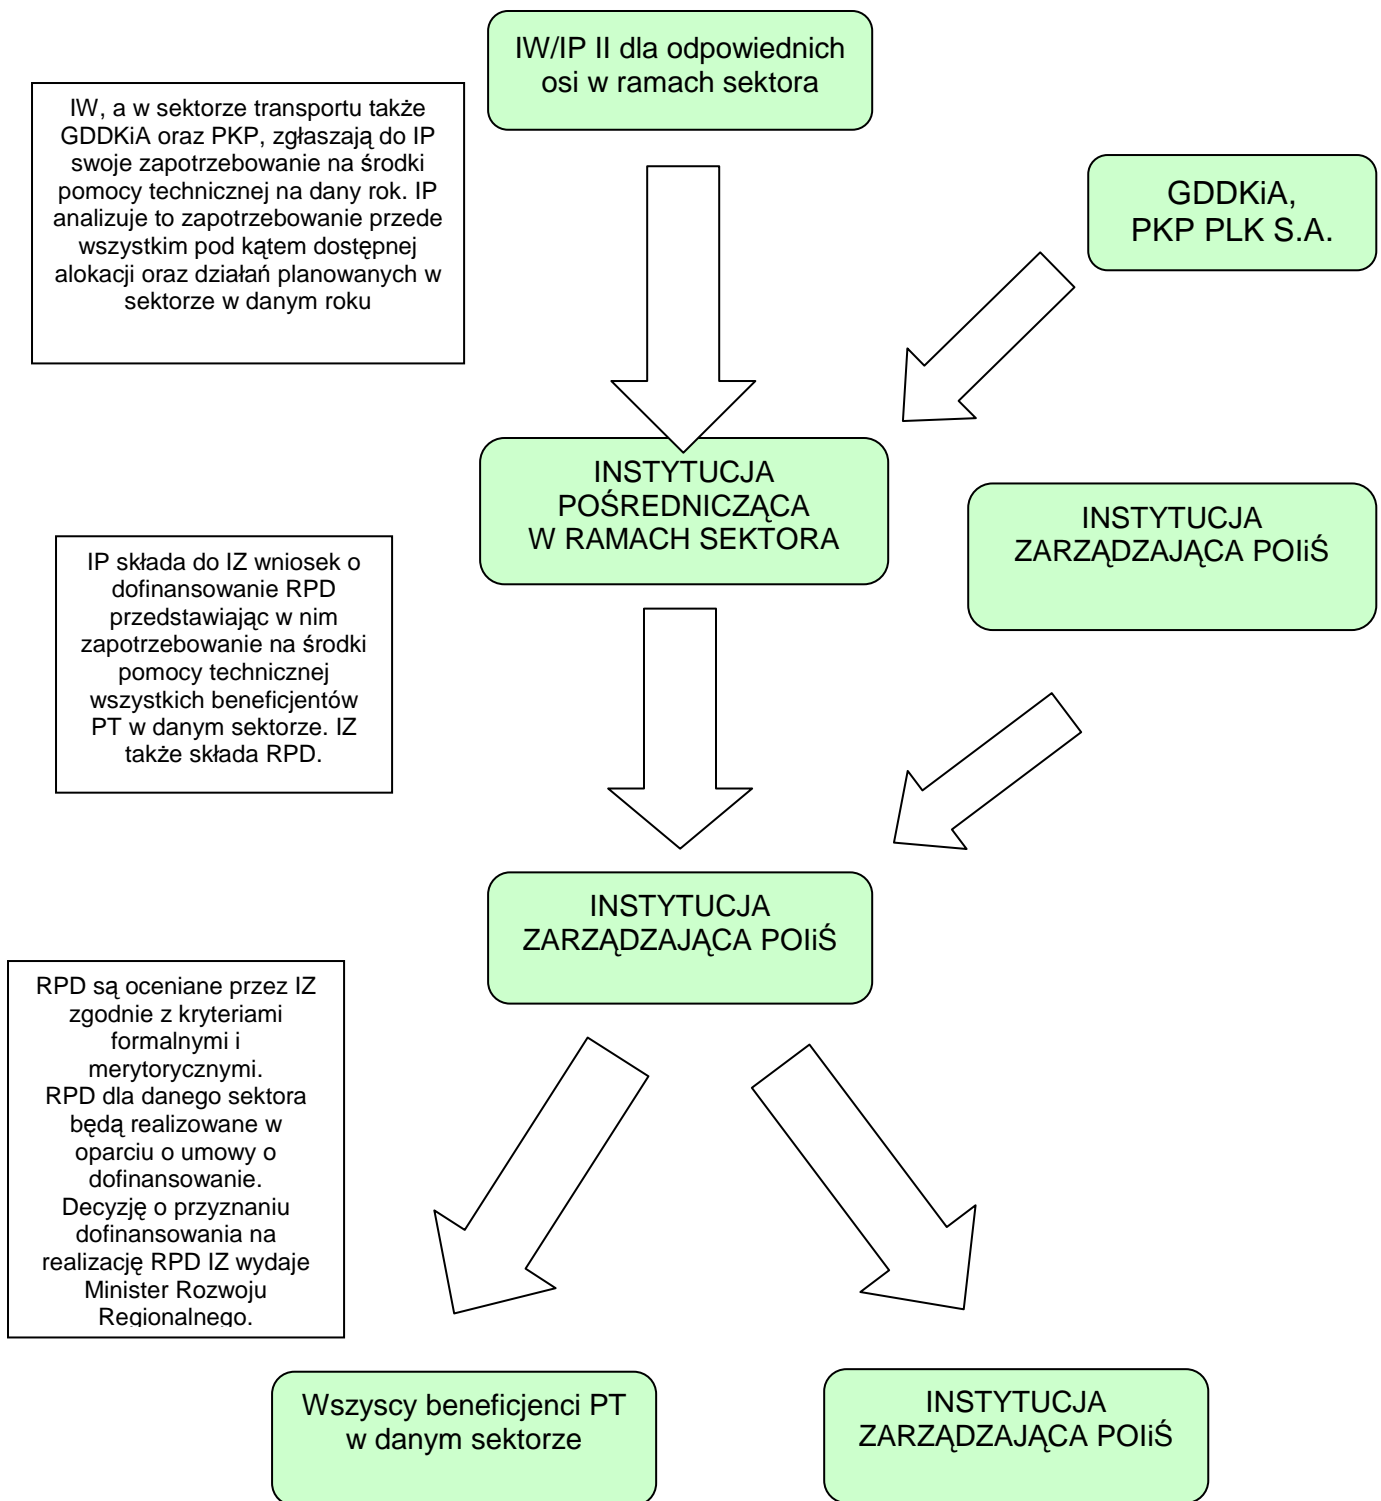 IW/IP II dla odpowiednich
osi w ramach sektora
IW, a w sektorze transportu także
GDDKiA oraz PKP, zgłaszają do IP
swoje zapotrzebowanie na środki
pomocy technicznej na dany rok. IP
analizuje to zapotrzebowanie przede
wszystkim pod kątem dostępnej
alokacji oraz działań planowanych w
sektorze w danym roku
GDDKiA,
PKP PLK S.A.
INSTYTUCJA
POŚREDNICZĄCA
W RAMACH SEKTORA
INSTYTUCJA
ZARZĄDZAJĄCA POIiŚ
IP składa do IZ wniosek o
dofinansowanie RPD
przedstawiając w nim
zapotrzebowanie na środki
pomocy technicznej
wszystkich beneficjentów
PT w danym sektorze. IZ
także składa RPD.
INSTYTUCJA
ZARZĄDZAJĄCA POIiŚ
RPD są oceniane przez IZ
zgodnie z kryteriami
formalnymi i
merytorycznymi.
RPD dla danego sektora
będą realizowane w
oparciu o umowy o
dofinansowanie.
Decyzję o przyznaniu
dofinansowania na
realizację RPD IZ wydaje
Minister Rozwoju
Regionalnego.
Wszyscy beneficjenci PT
w danym sektorze
INSTYTUCJA
ZARZĄDZAJĄCA POIiŚ